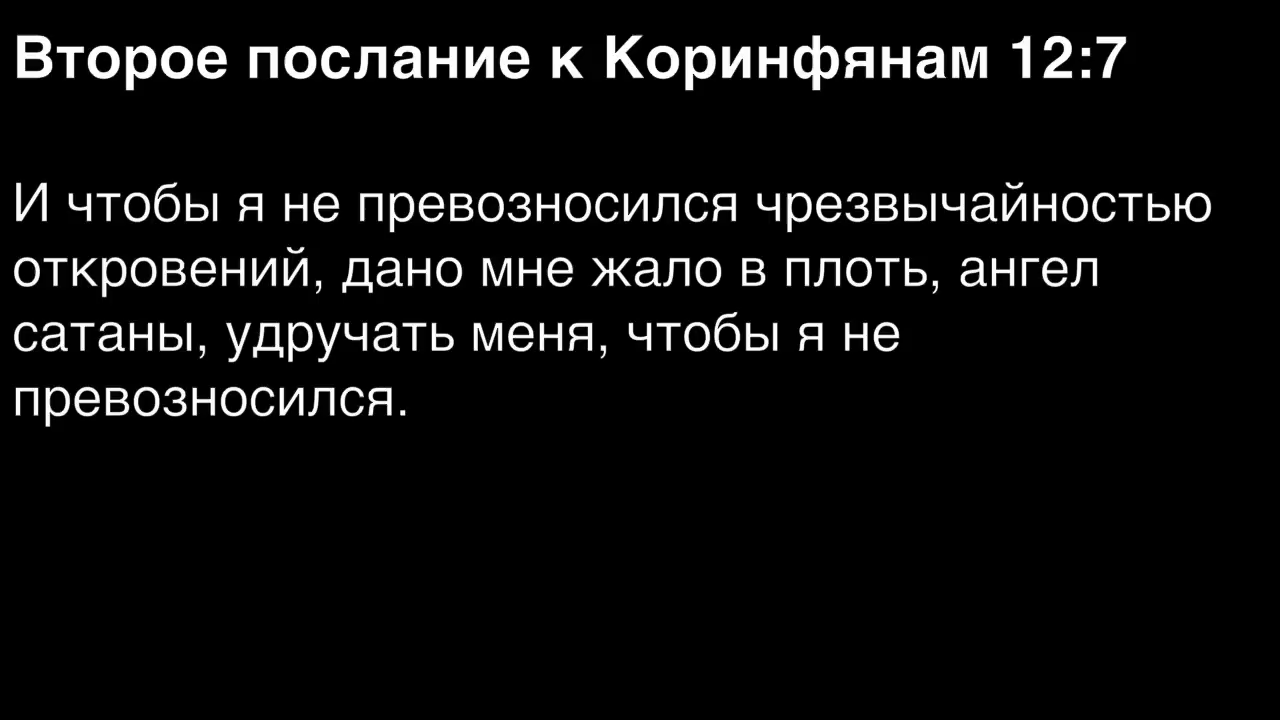 Второе послание к Коринфянам 12:7
И чтобы я не превозносился чрезвычайностью
откровений, дано мне жало в плоть, ангел
сатаны, удручать меня, чтобы я не
превозносился.